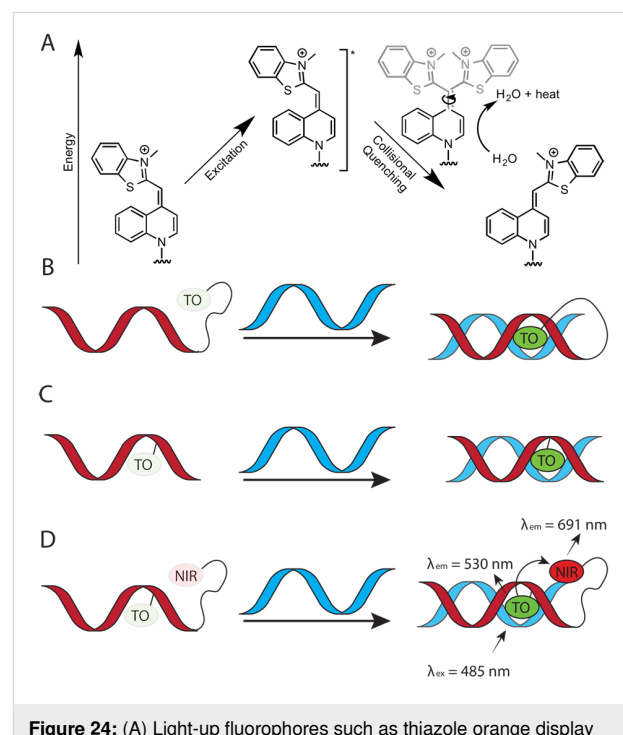 A
Energy
N
⊕
S
N
Excitation
N
⊕
S
N
*
⊕
N
S
⊕
N
S
N
Collisional
Quenching
H₂O + heat
H₂O
N
⊕
S
N
B
TO
TO
C
TO
TO
D
NIR
TO
λem = 691 nm
λem = 530 nm
NIR
TO
λex = 485 nm
Figure 24: (A) Light-up fluorophores such as thiazole orange display